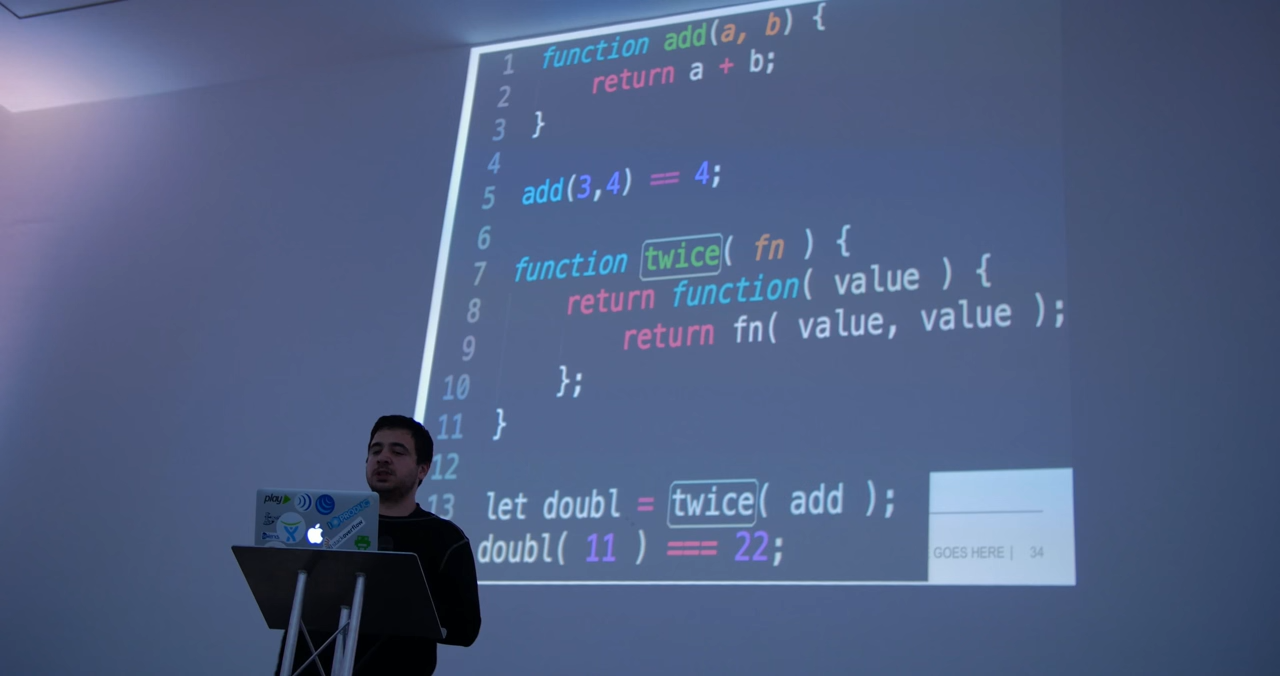 1 function add(a, b) {
2 return a + b;
3 }
4
5 add(3,4) == 4;
6
7 function twice( fn ) {
8 return function( value ) {
9 return fn( value, value );
10 };
11 }
12
13 let doubl = twice( add );
doubl( 11 ) === 22;
GOES HERE | 34
play